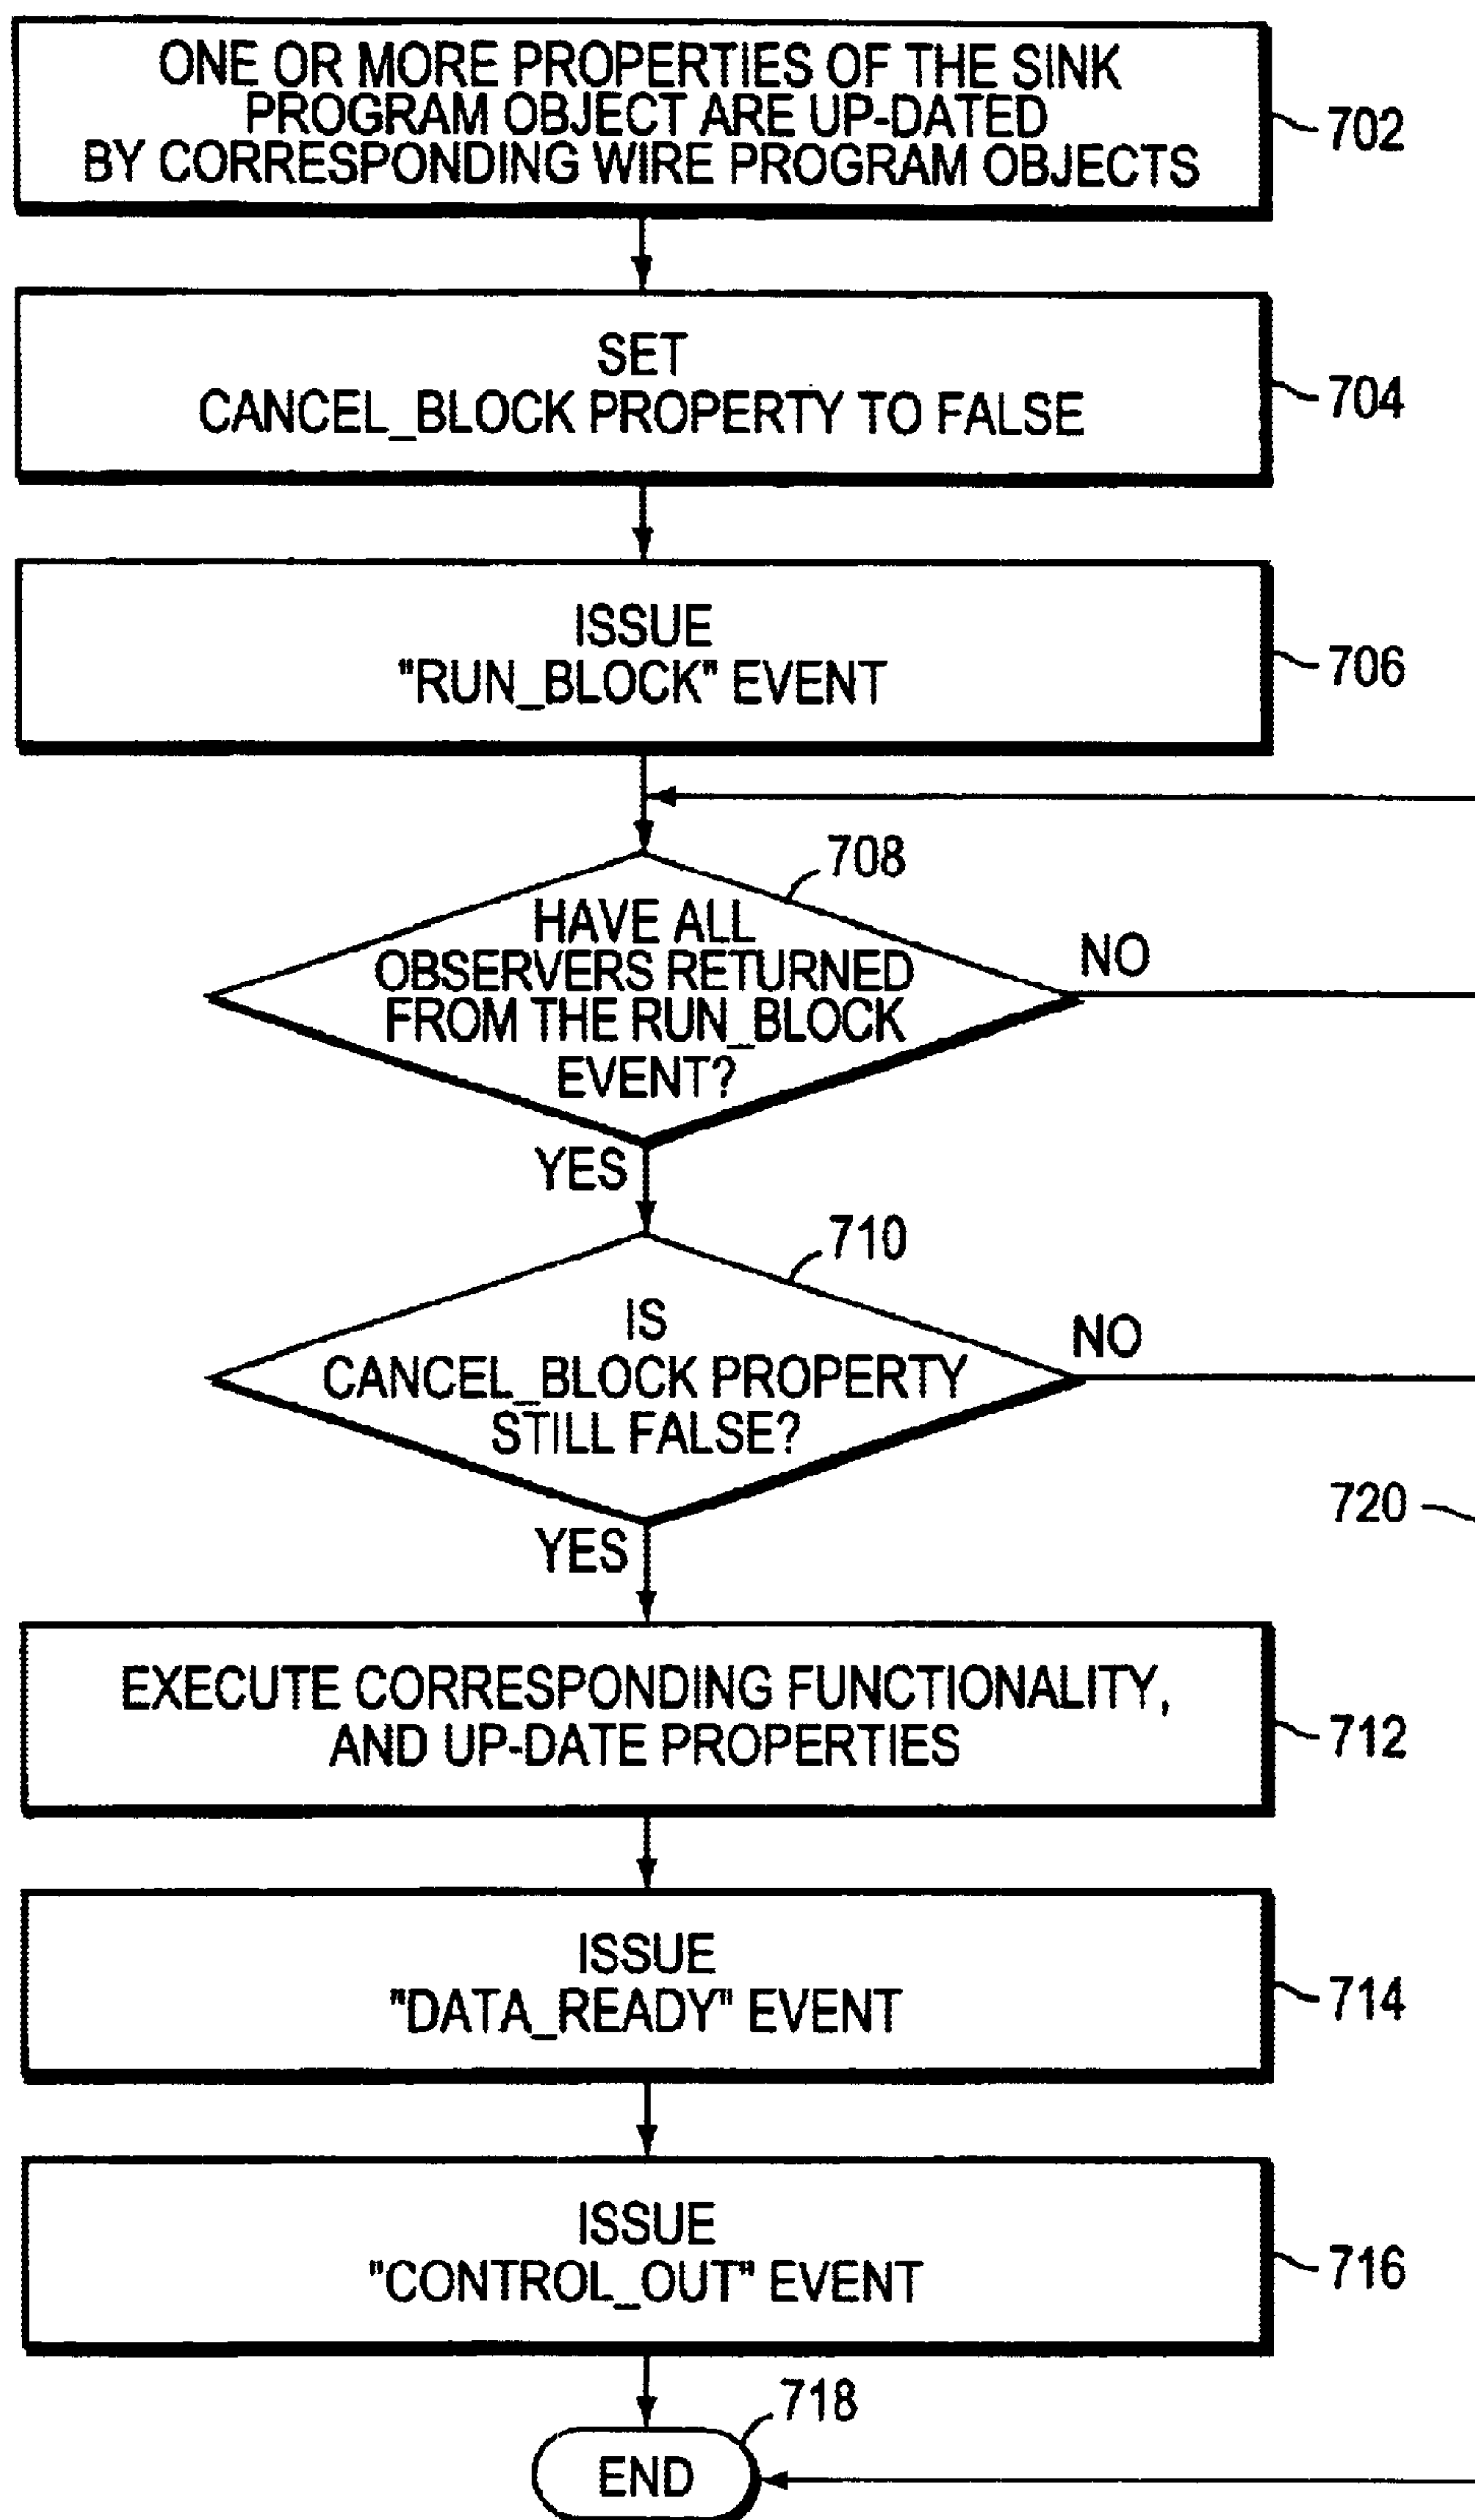 ONE OR MORE PROPERTIES OF THE SINK
PROGRAM OBJECT ARE UP-DATED
BY CORRESPONDING WIRE PROGRAM OBJECTS
702
SET
CANCEL_BLOCK PROPERTY TO FALSE
704
ISSUE
"RUN_BLOCK" EVENT
706
708
HAVE ALL
OBSERVERS RETURNED
FROM THE RUN_BLOCK
EVENT?
NO
YES
710
IS
CANCEL_BLOCK PROPERTY
STILL FALSE?
NO
YES
720
EXECUTE CORRESPONDING FUNCTIONALITY,
AND UP-DATE PROPERTIES
712
ISSUE
"DATA_READY" EVENT
714
ISSUE
"CONTROL_OUT" EVENT
716
718
END